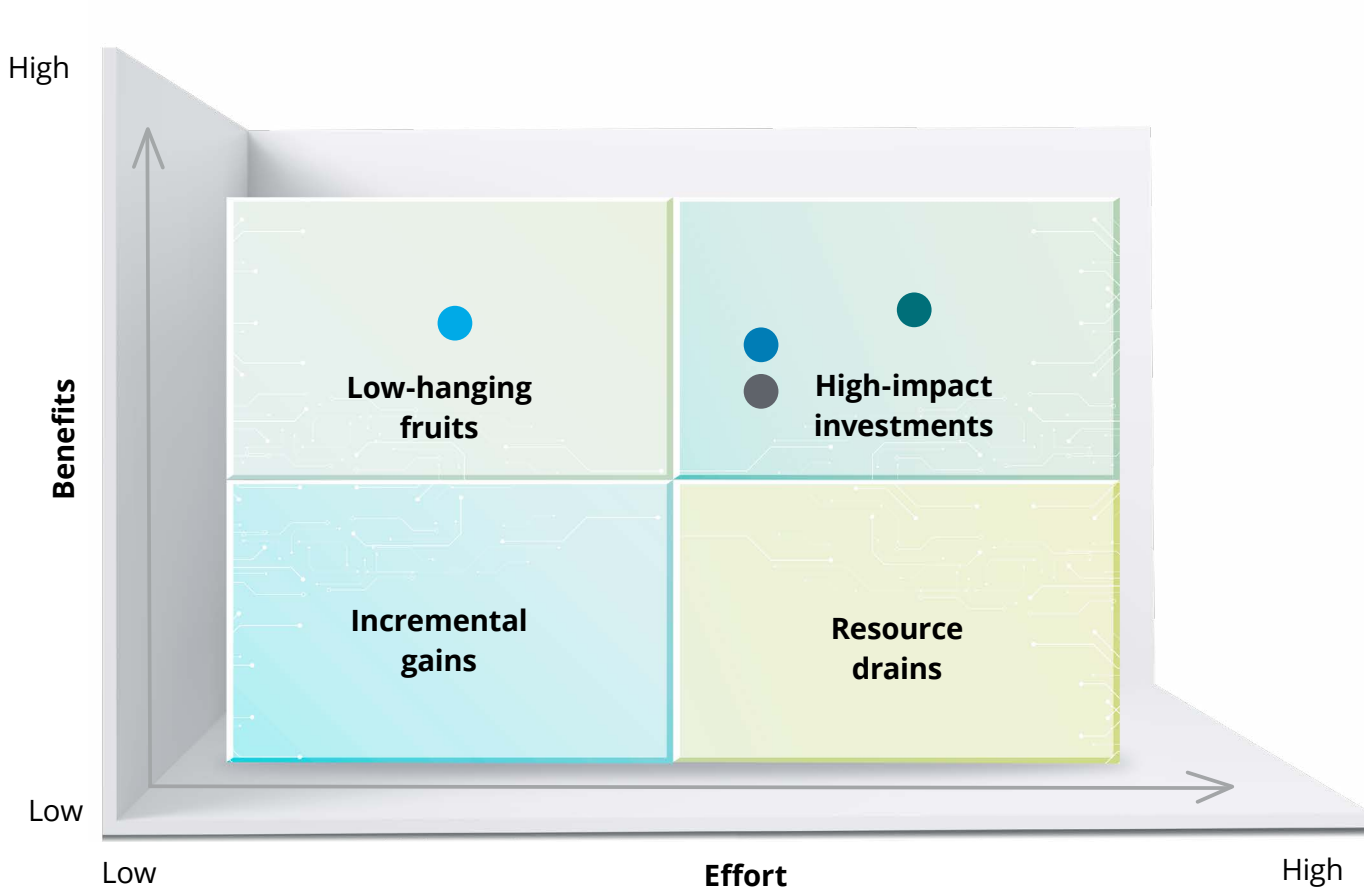 High
Benefits
Low-hanging
fruits
High-impact
investments
Incremental
gains
Resource
drains
Low
Low
Effort
High